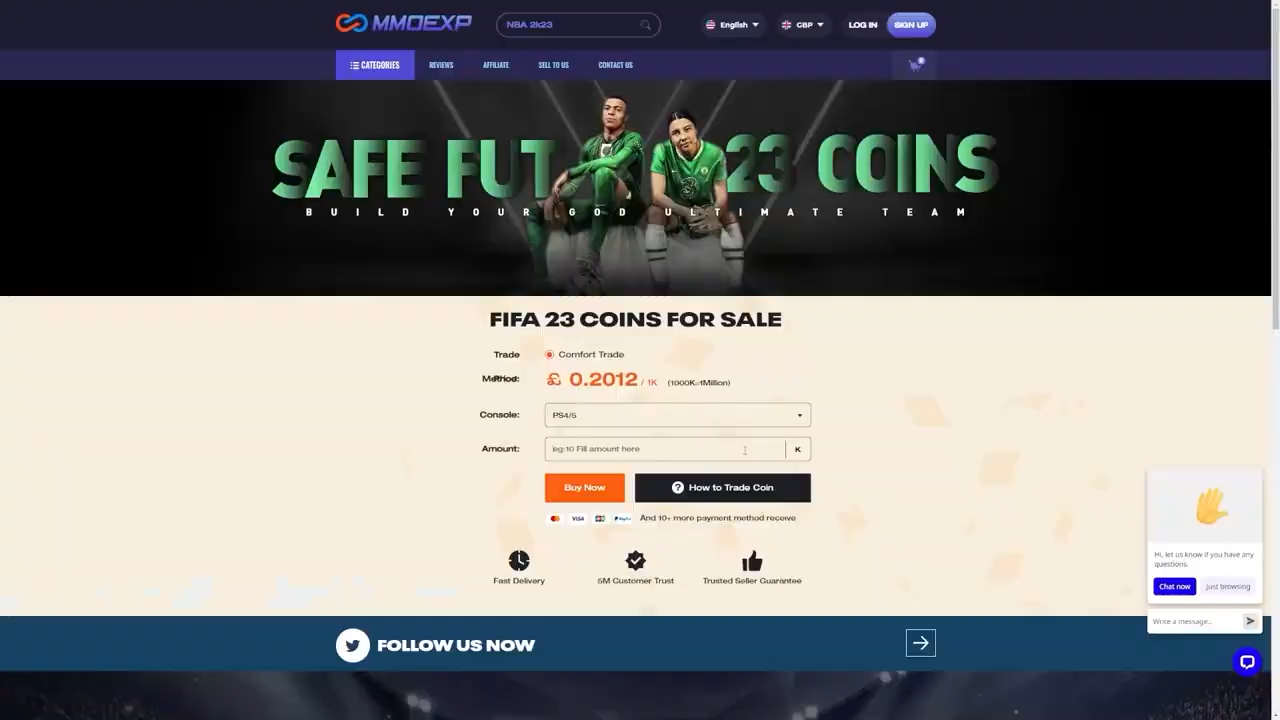 MMOEXP
NBA 2k23
English
GBP
LOG IN
SIGN UP
CATEGORIES
REVIEWS
AFFILIATE
SELL TO US
CONTACT US
0
SAFE FUT 23 COINS
BUILD YOUR GOD ULTIMATE TEAM
FIFA 23 COINS FOR SALE
Trade
Comfort Trade
Method:
£ 0.2012 / 1K (1000K=1Million)
Console:
PS4/5
Amount:
eg:10 Fill amount here
K
Buy Now
? How to Trade Coin
VISA
JCB
PayPal
And 10+ more payment method receive
Fast Delivery
5M Customer Trust
Trusted Seller Guarantee
Hi, let us know if you have any
questions.
Chat now
Just browsing
Write a message...
FOLLOW US NOW